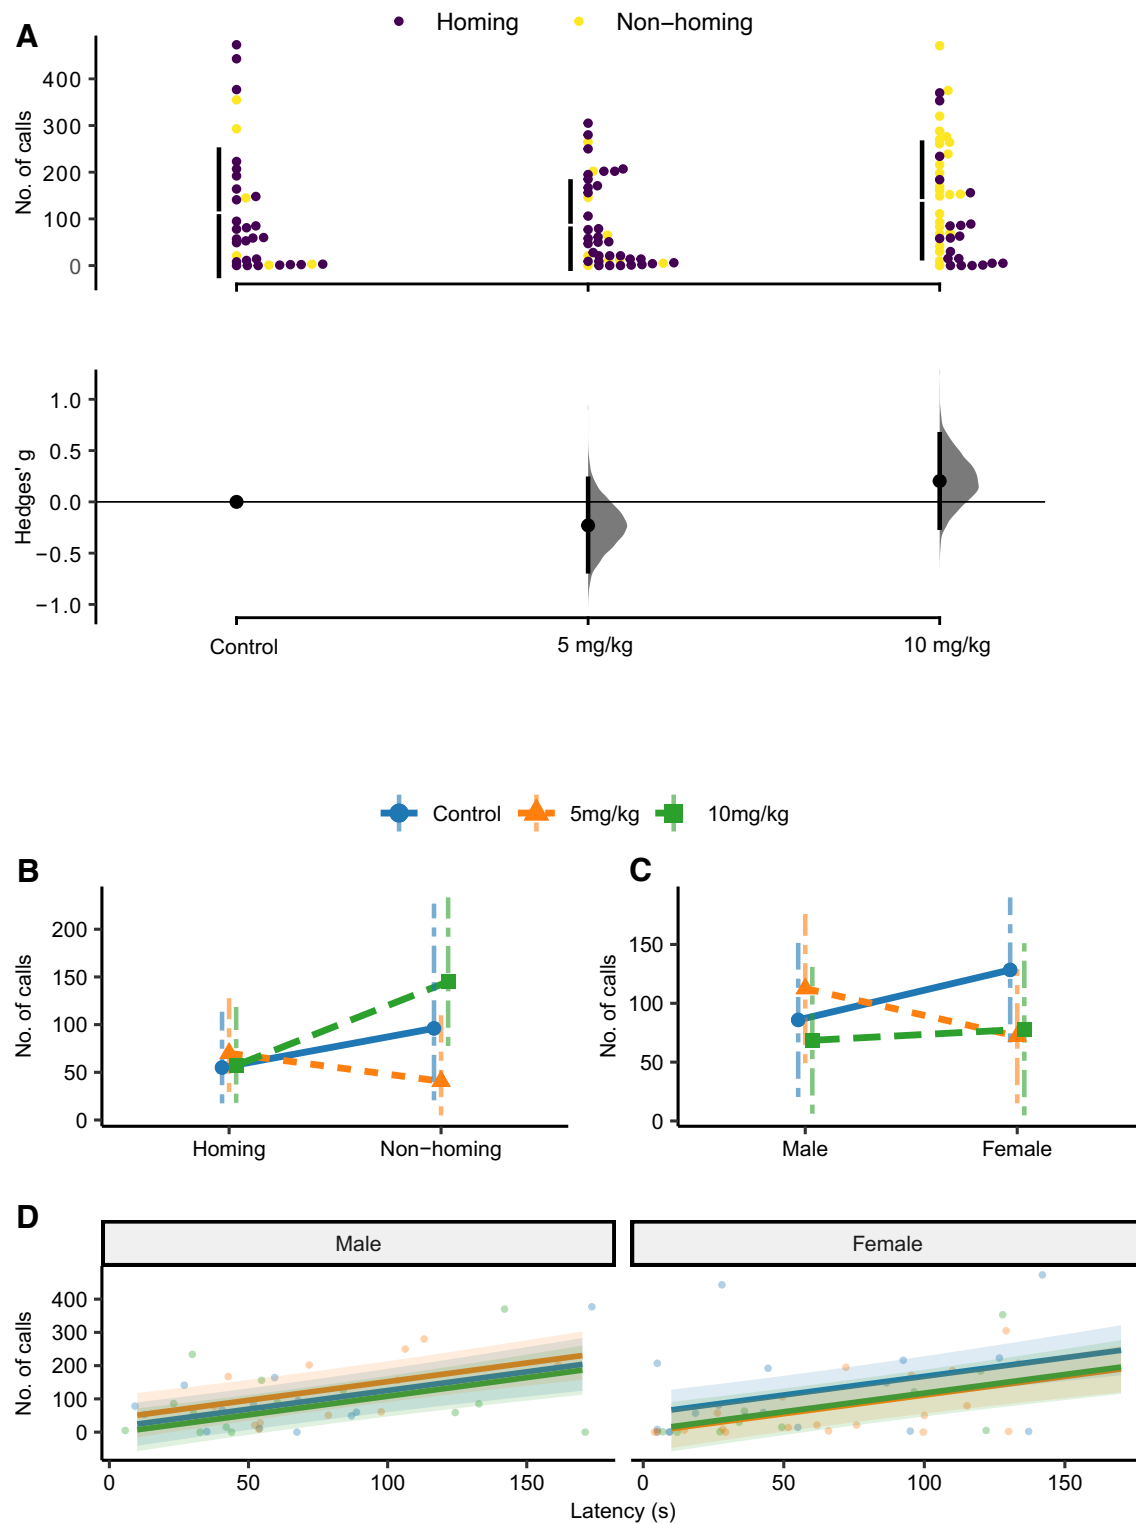 A
Homing
Non−homing
No. of calls
400
300
200
100
0
Hedges' g
1.0
0.5
0.0
−0.5
−1.0
Control
5 mg/kg
10 mg/kg
Control
5mg/kg
10mg/kg
B
No. of calls
200
150
100
50
0
Homing
Non−homing
C
No. of calls
150
100
50
0
Male
Female
D
Male
Female
No. of calls
400
300
200
100
0
0
50
100
150
0
50
100
150
Latency (s)